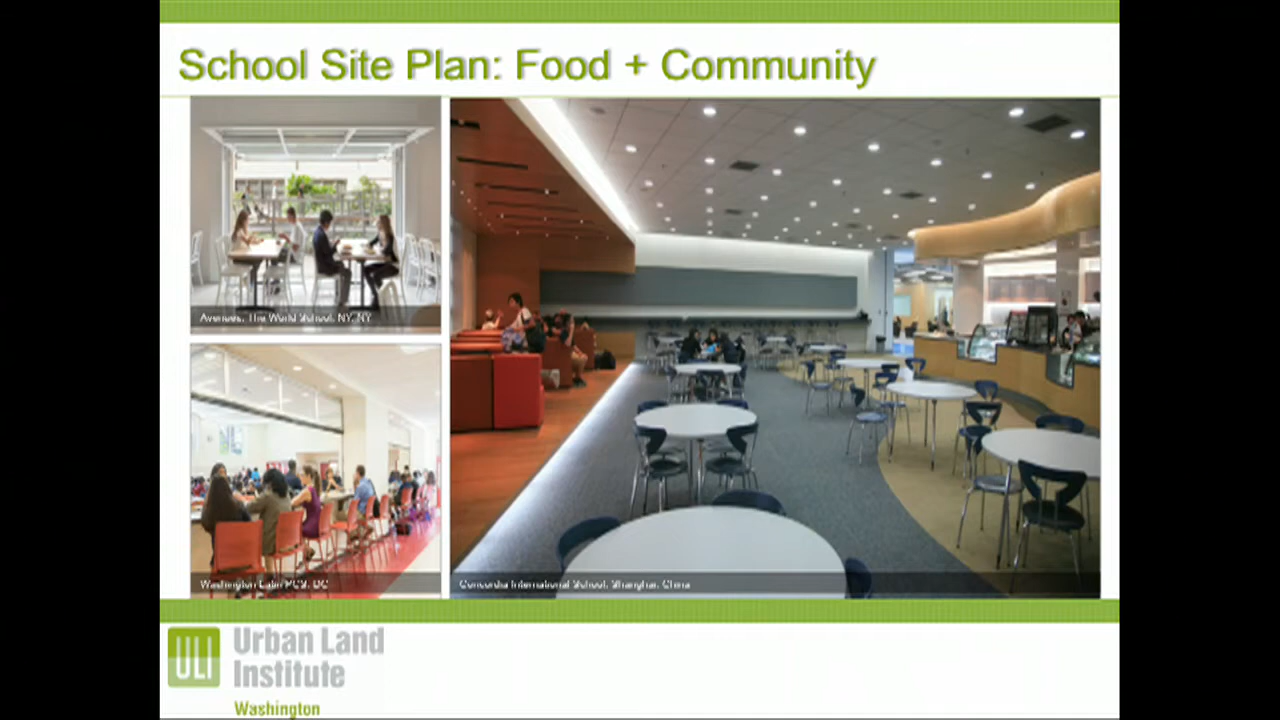 School Site Plan: Food + Community
Avenues: The World School, NY, NY
Washington Latin PCS, DC
Concordia International School, Shanghai, China
ULI
Urban Land
Institute
Washington